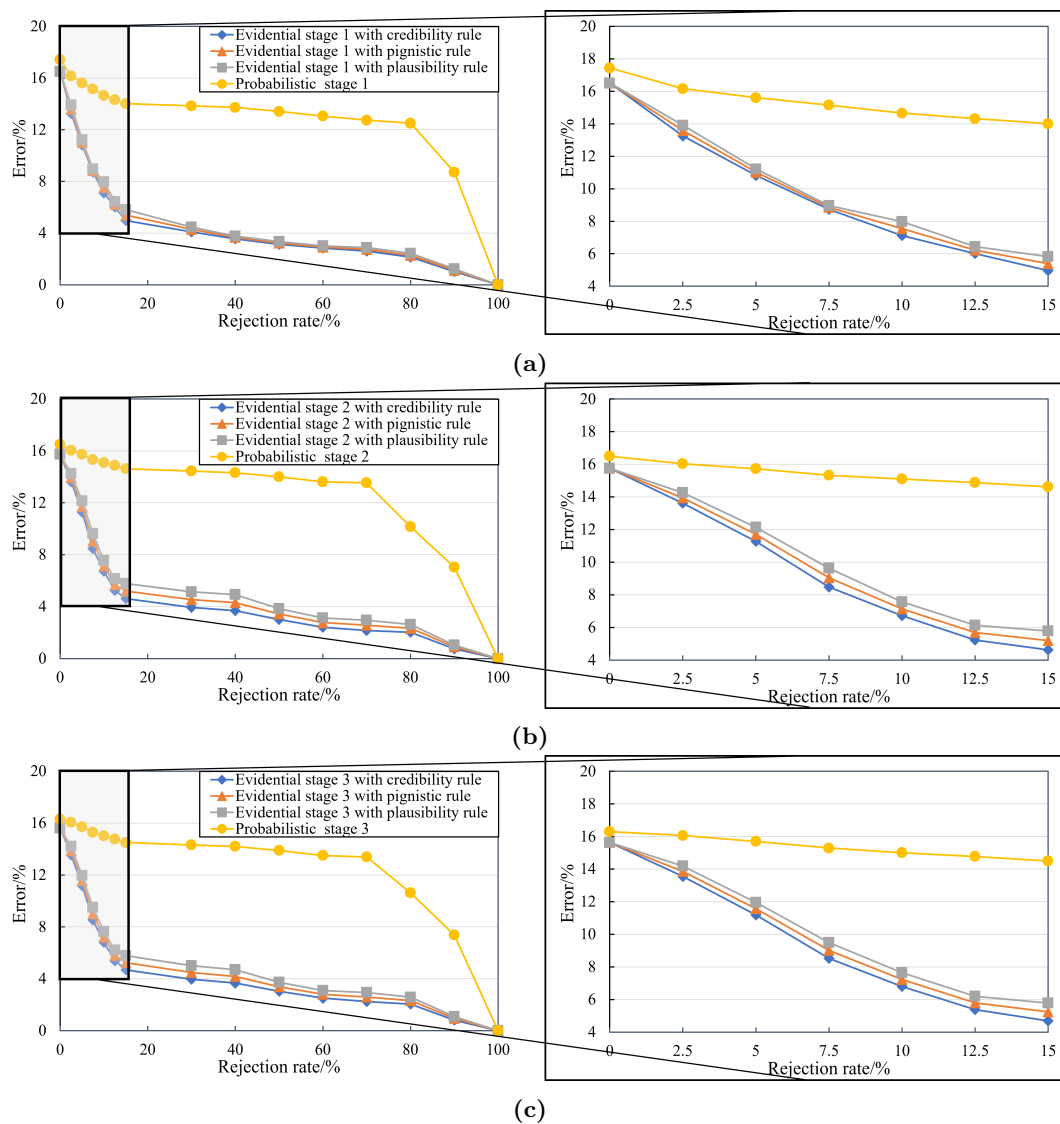 20
16
12
8
4
0
Error/%
0 20 40 60 80 100
Rejection rate/%
Evidential stage 1 with credibility rule
Evidential stage 1 with pignistic rule
Evidential stage 1 with plausibility rule
Probabilistic stage 1
20
18
16
14
12
10
8
6
4
Error/%
0 2.5 5 7.5 10 12.5 15
Rejection rate/%
(a)
20
16
12
8
4
0
Error/%
0 20 40 60 80 100
Rejection rate/%
Evidential stage 2 with credibility rule
Evidential stage 2 with pignistic rule
Evidential stage 2 with plausibility rule
Probabilistic stage 2
20
18
16
14
12
10
8
6
4
Error/%
0 2.5 5 7.5 10 12.5 15
Rejection rate/%
(b)
20
16
12
8
4
0
Error/%
0 20 40 60 80 100
Rejection rate/%
Evidential stage 3 with credibility rule
Evidential stage 3 with pignistic rule
Evidential stage 3 with plausibility rule
Probabilistic stage 3
20
18
16
14
12
10
8
6
4
Error/%
0 2.5 5 7.5 10 12.5 15
Rejection rate/%
(c)